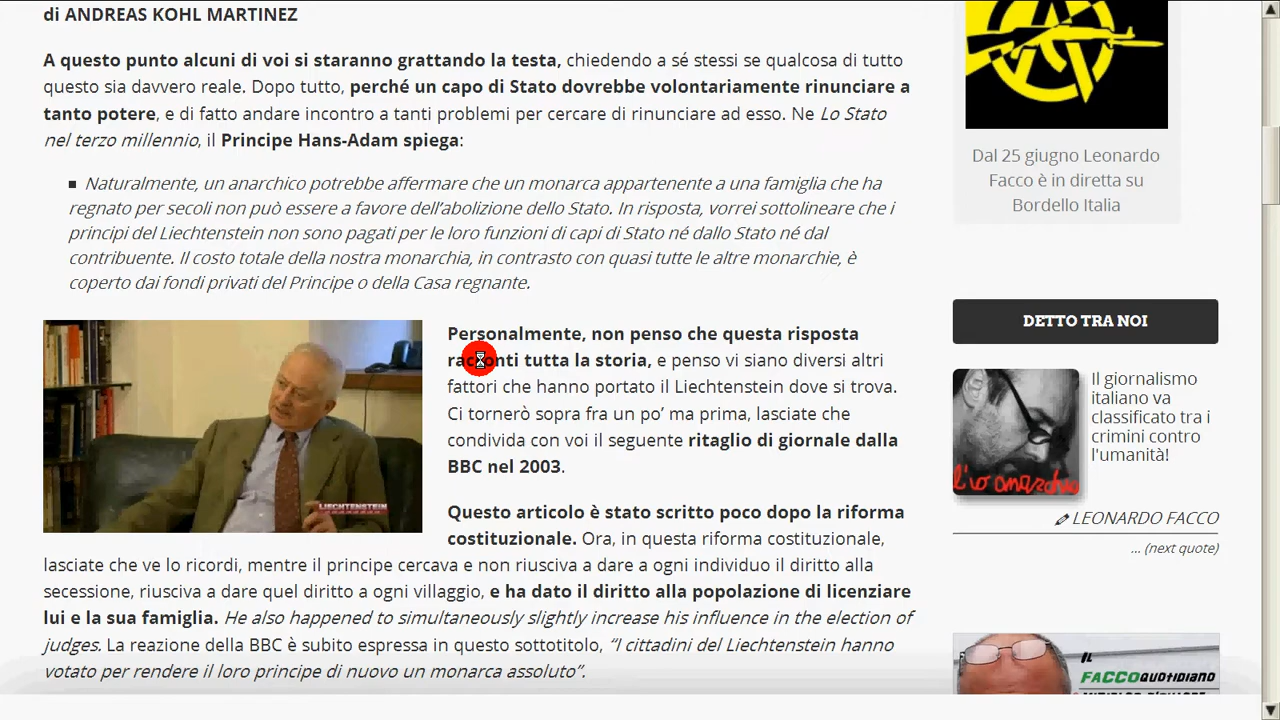 di ANDREAS KOHL MARTINEZ
A questo punto alcuni di voi si staranno grattando la testa, chiedendo a sé stessi se qualcosa di tutto
questo sia davvero reale. Dopo tutto, perché un capo di Stato dovrebbe volontariamente rinunciare a
tanto potere, e di fatto andare incontro a tanti problemi per cercare di rinunciare ad esso. Ne Lo Stato
nel terzo millennio, il Principe Hans-Adam spiega:
Naturalmente, un anarchico potrebbe affermare che un monarca appartenente a una famiglia che ha
regnato per secoli non può essere a favore dell'abolizione dello Stato. In risposta, vorrei sottolineare che i
principi del Liechtenstein non sono pagati per le loro funzioni di capi di Stato né dallo Stato né dal
contribuente. Il costo totale della nostra monarchia, in contrasto con quasi tutte le altre monarchie, è
coperto dai fondi privati del Principe o della Casa regnante.
LIECHTENSTEIN
Personalmente, non penso che questa risposta
racconti tutta la storia, e penso vi siano diversi altri
fattori che hanno portato il Liechtenstein dove si trova.
Ci tornerò sopra fra un po' ma prima, lasciate che
condivida con voi il seguente ritaglio di giornale dalla
BBC nel 2003.
Questo articolo è stato scritto poco dopo la riforma
costituzionale. Ora, in questa riforma costituzionale,
lasciate che ve lo ricordi, mentre il principe cercava e non riusciva a dare a ogni individuo il diritto alla
secessione, riusciva a dare quel diritto a ogni villaggio, e ha dato il diritto alla popolazione di licenziare
lui e la sua famiglia. He also happened to simultaneously slightly increase his influence in the election of
judges. La reazione della BBC è subito espressa in questo sottotitolo, "I cittadini del Liechtenstein hanno
votato per rendere il loro principe di nuovo un monarca assoluto".
Dal 25 giugno Leonardo
Facco è in diretta su
Bordello Italia
DETTO TRA NOI
Il giornalismo
italiano va
classificato tra i
crimini contro
l'umanità!
l'io anarchico
LEONARDO FACCO
... (next quote)
IL
FACCOQUOTIDIANO